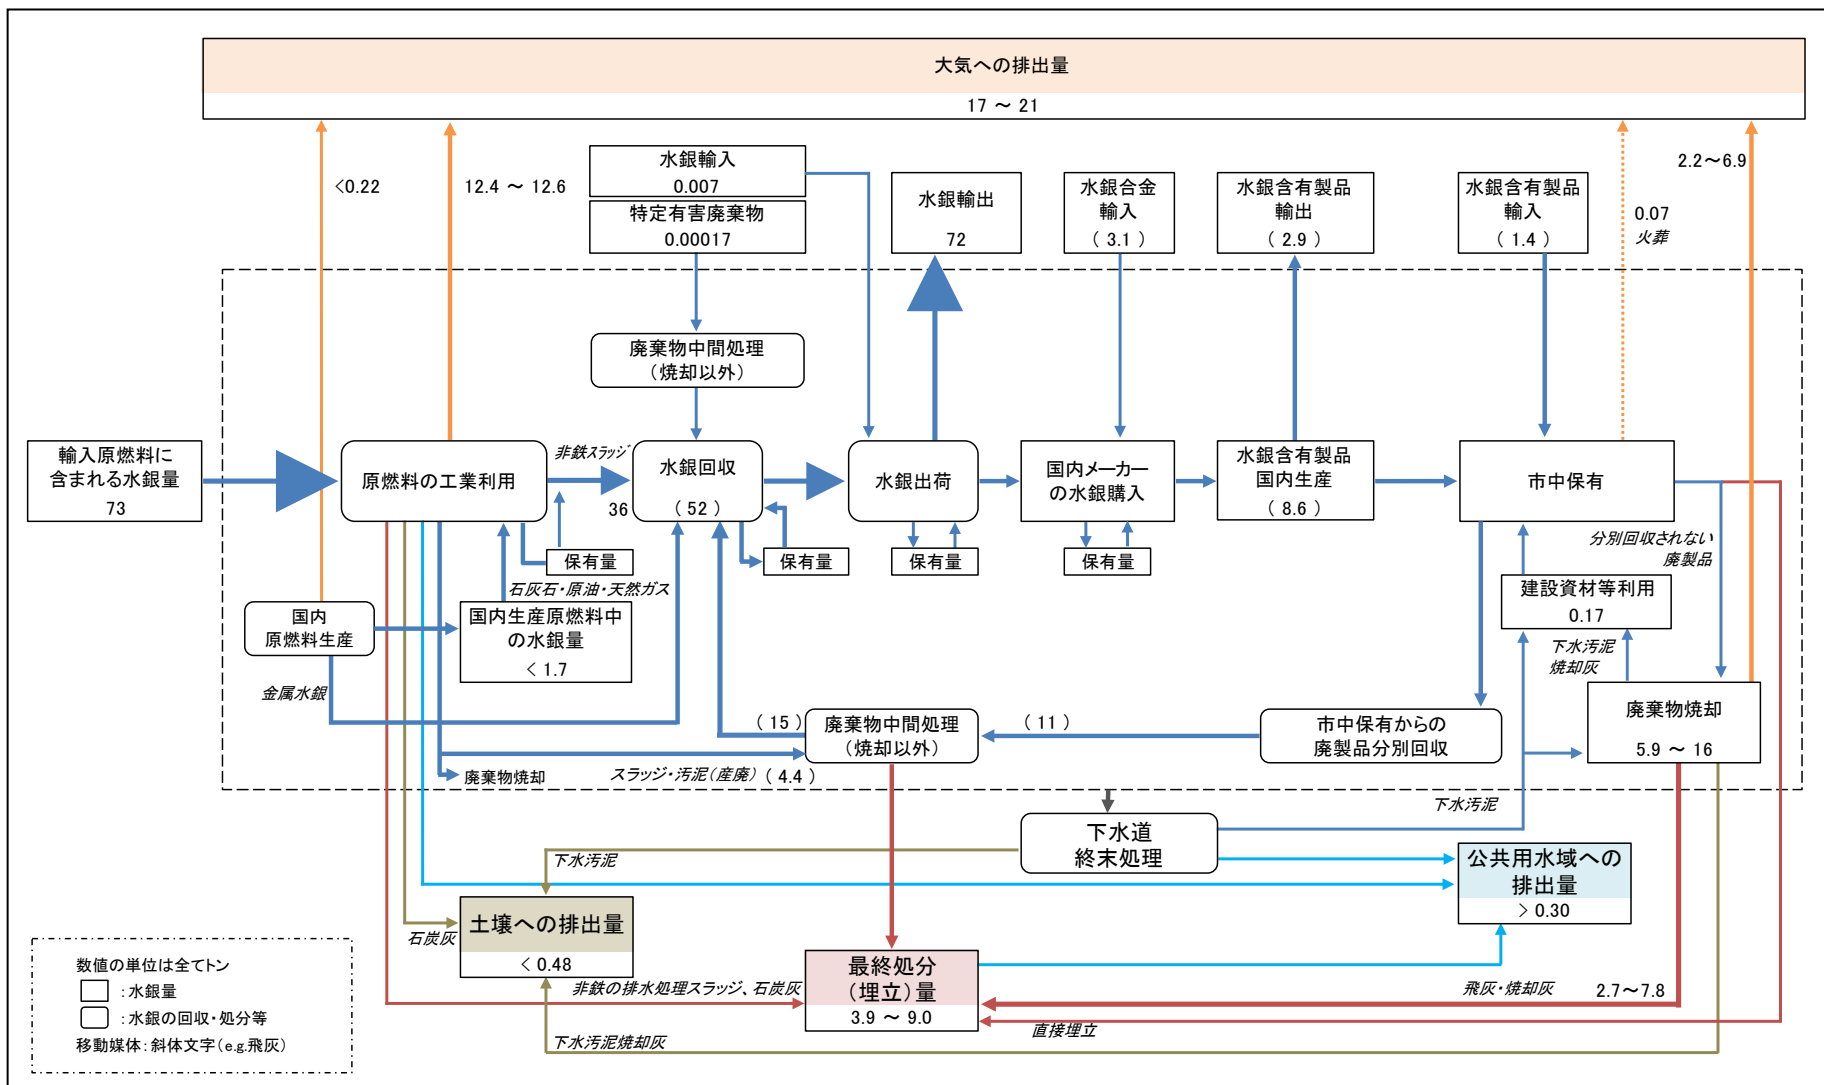 大気への排出量
17 ～ 21
<0.22
12.4 ～ 12.6
水銀輸入
0.007
特定有害廃棄物
0.00017
水銀輸出
72
水銀合金
輸入
( 3.1 )
水銀含有製品
輸出
( 2.9 )
水銀含有製品
輸入
( 1.4 )
0.07
火葬
2.2～6.9
廃棄物中間処理
(焼却以外)
輸入原燃料に
含まれる水銀量
73
原燃料の工業利用
非鉄スラッジ
36
水銀回収
( 52 )
水銀出荷
国内メーカー
の水銀購入
水銀含有製品
国内生産
( 8.6 )
市中保有
保有量
保有量
保有量
保有量
分別回収されない
廃製品
石灰石・原油・天然ガス
国内
原燃料生産
国内生産原燃料中
の水銀量
< 1.7
建設資材等利用
0.17
下水汚泥
焼却灰
金属水銀
( 15 )
廃棄物中間処理
(焼却以外)
( 11 )
市中保有からの
廃製品分別回収
廃棄物焼却
5.9 ～ 16
廃棄物焼却
スラッジ・汚泥(産廃)
( 4.4 )
下水道
終末処理
下水汚泥
下水汚泥
公共用水域への
排出量
> 0.30
土壌への排出量
< 0.48
石炭灰
最終処分
(埋立)量
3.9 ～ 9.0
非鉄の排水処理スラッジ、石炭灰
飛灰・焼却灰
2.7～7.8
直接埋立
下水汚泥焼却灰
数値の単位は全てトン
:水銀量
:水銀の回収・処分等
移動媒体:斜体文字(e.g.飛灰)